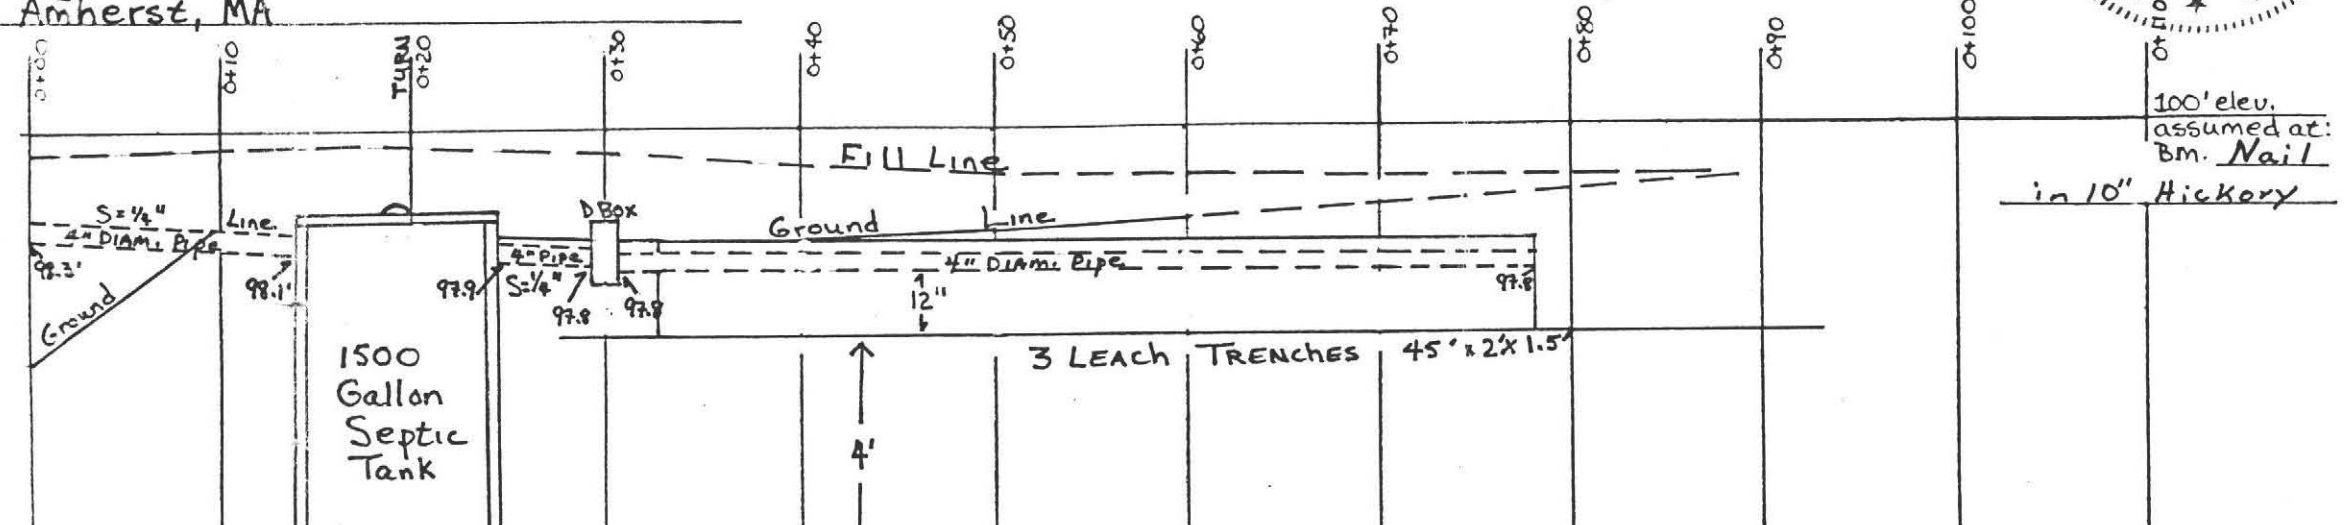 Amherst, MA
0+00
0+10
TURN
0+20
0+30
0+40
0+50
0+60
0+70
0+80
0+90
0+100
100' elev.
assumed at:
BM. Nail
in 10" Hickory
Fill Line
S=1/4"
Line
4" DIAM. Pipe
98.3'
Ground
98.1'
D Box
Ground Line
4" Pipe
S=1/4"
97.9
97.8
97.8
4" DIAM. Pipe
97.8
12"
3 LEACH TRENCHES 45' x 2' x 1.5'
1500
Gallon
Septic
Tank
4'